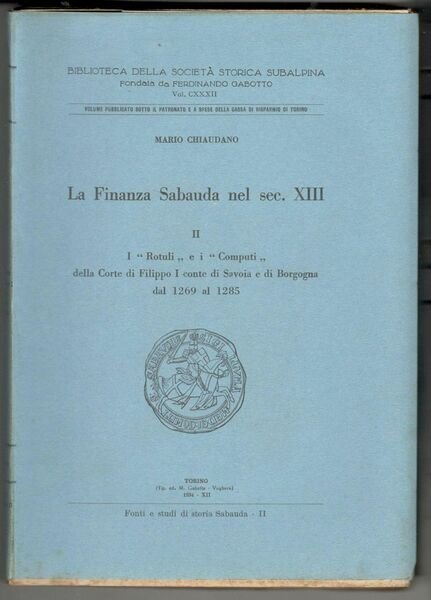 BIBLIOTECA DELLA SOCIETÀ STORICA SUBALPINA
Fondata da FERDINANDO GABOTTO
Vol. CXXXII
VOLUME PUBBLICATO SOTTO IL PATRONATO E A SPESE DELLA CASSA DI RISPARMIO DI TORINO
MARIO CHIAUDANO
La Finanza Sabauda nel sec. XIII
II
I “ Rotuli „ e i “ Computi „
della Corte di Filippo I conte di Savoia e di Borgogna
dal 1269 al 1285
TORINO
(Tip. ed. M. Gabetta - Voghera)
1934 - XII
Fonti e studi di storia Sabauda - II